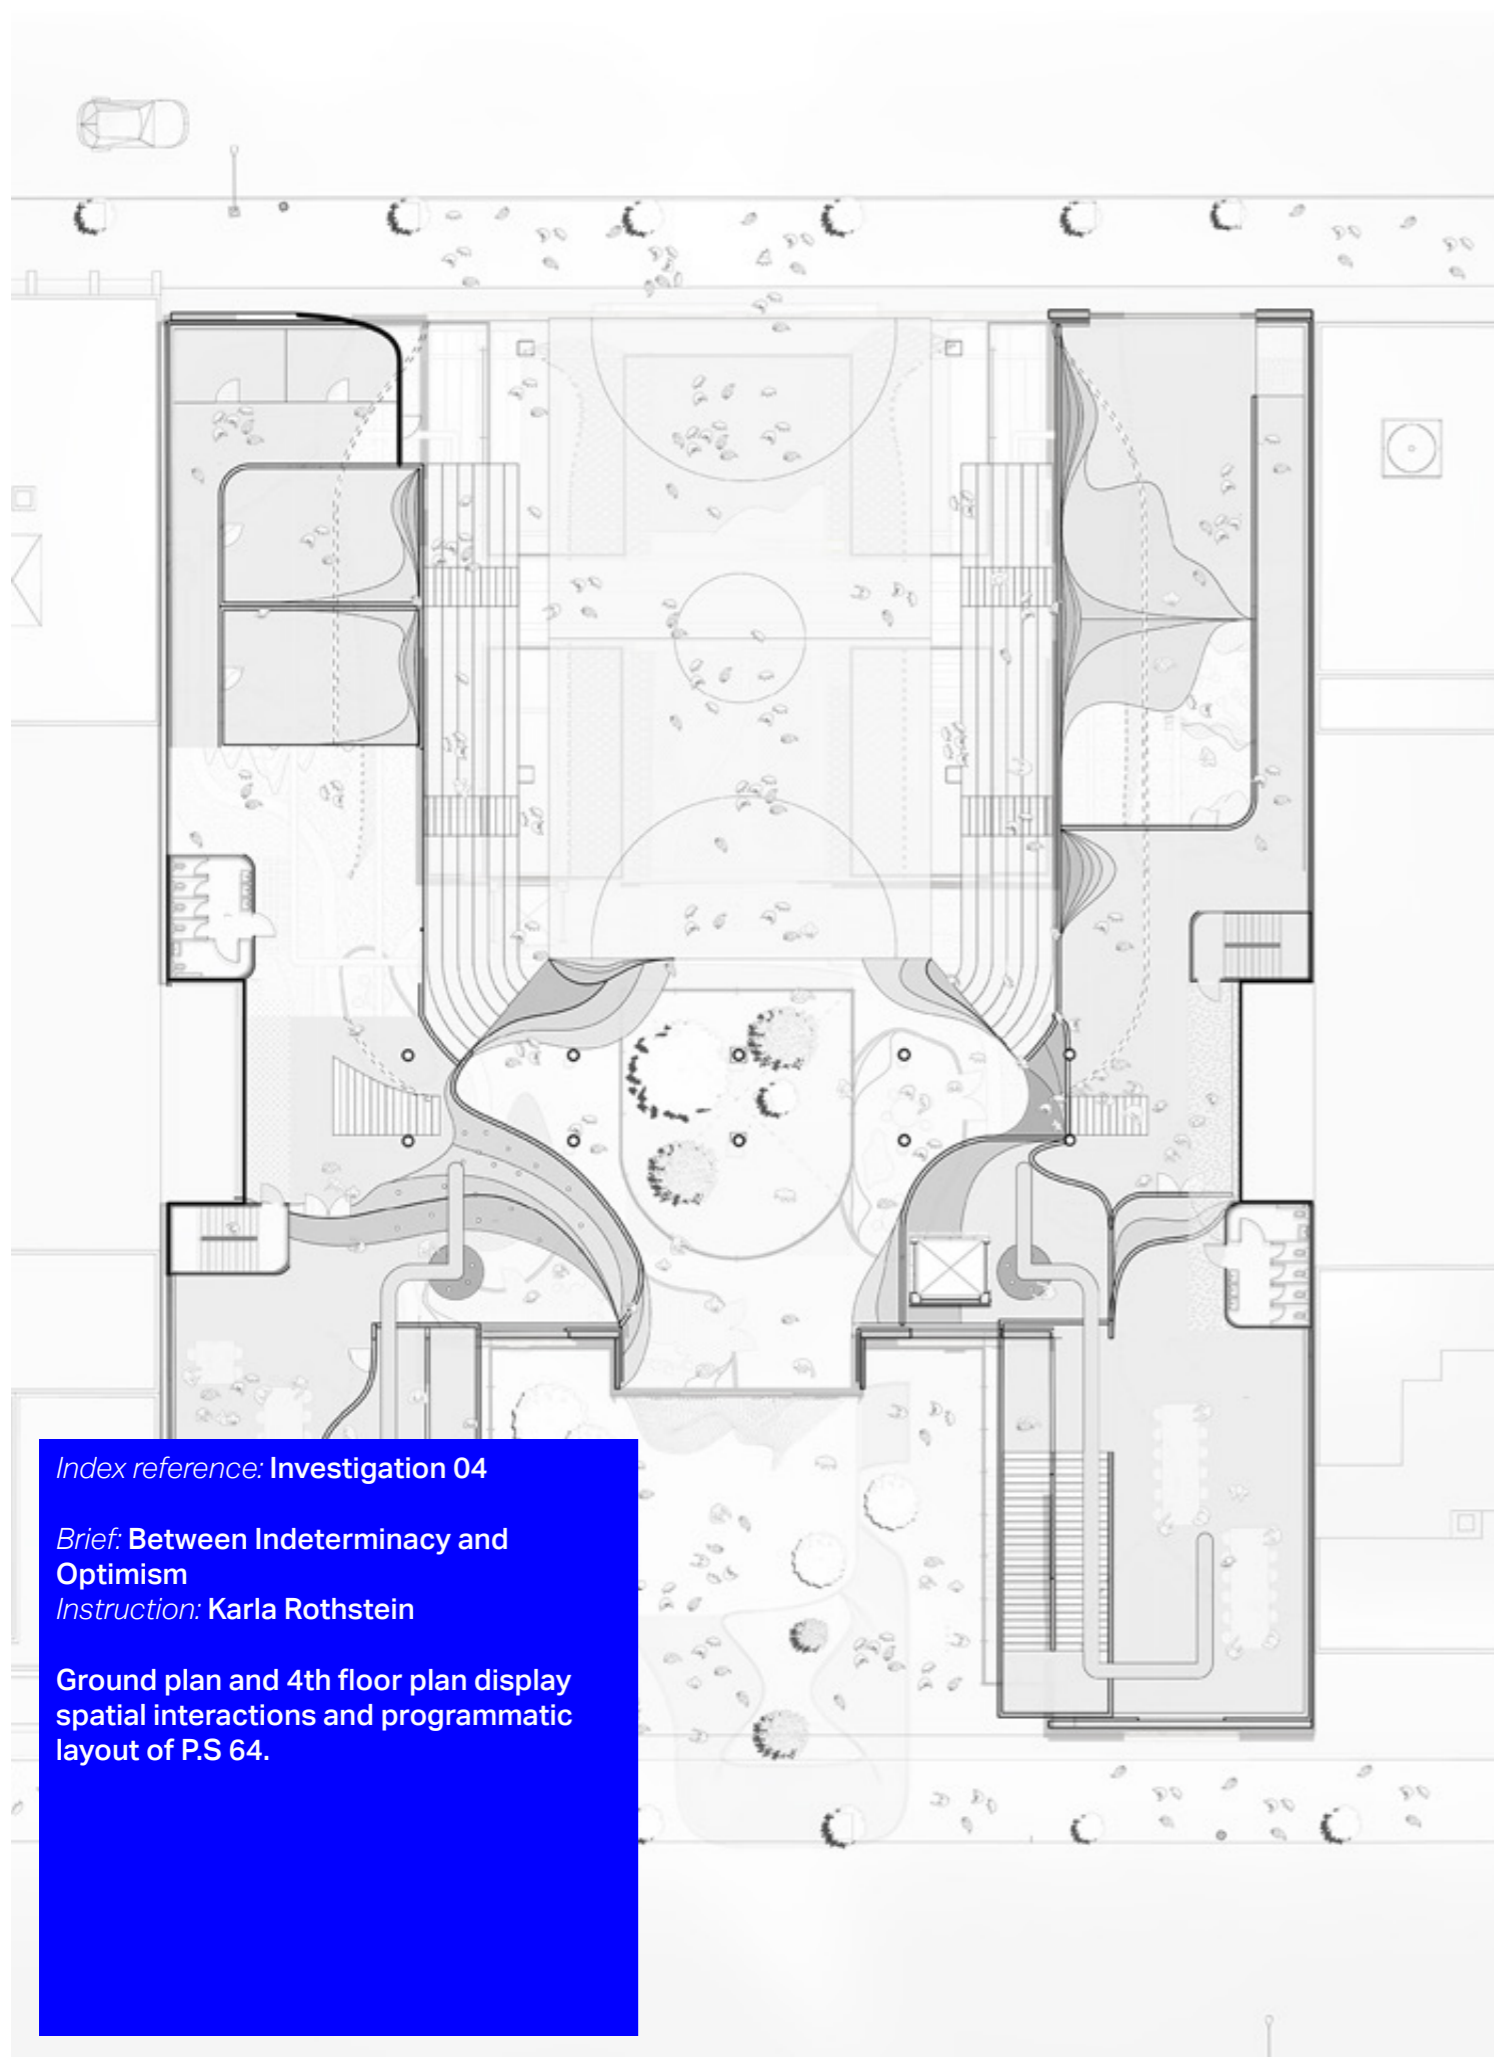 Index reference: Investigation 04
Brief: Between Indeterminacy and
Optimism
Instruction: Karla Rothstein
Ground plan and 4th floor plan display
spatial interactions and programmatic
layout of P.S 64.